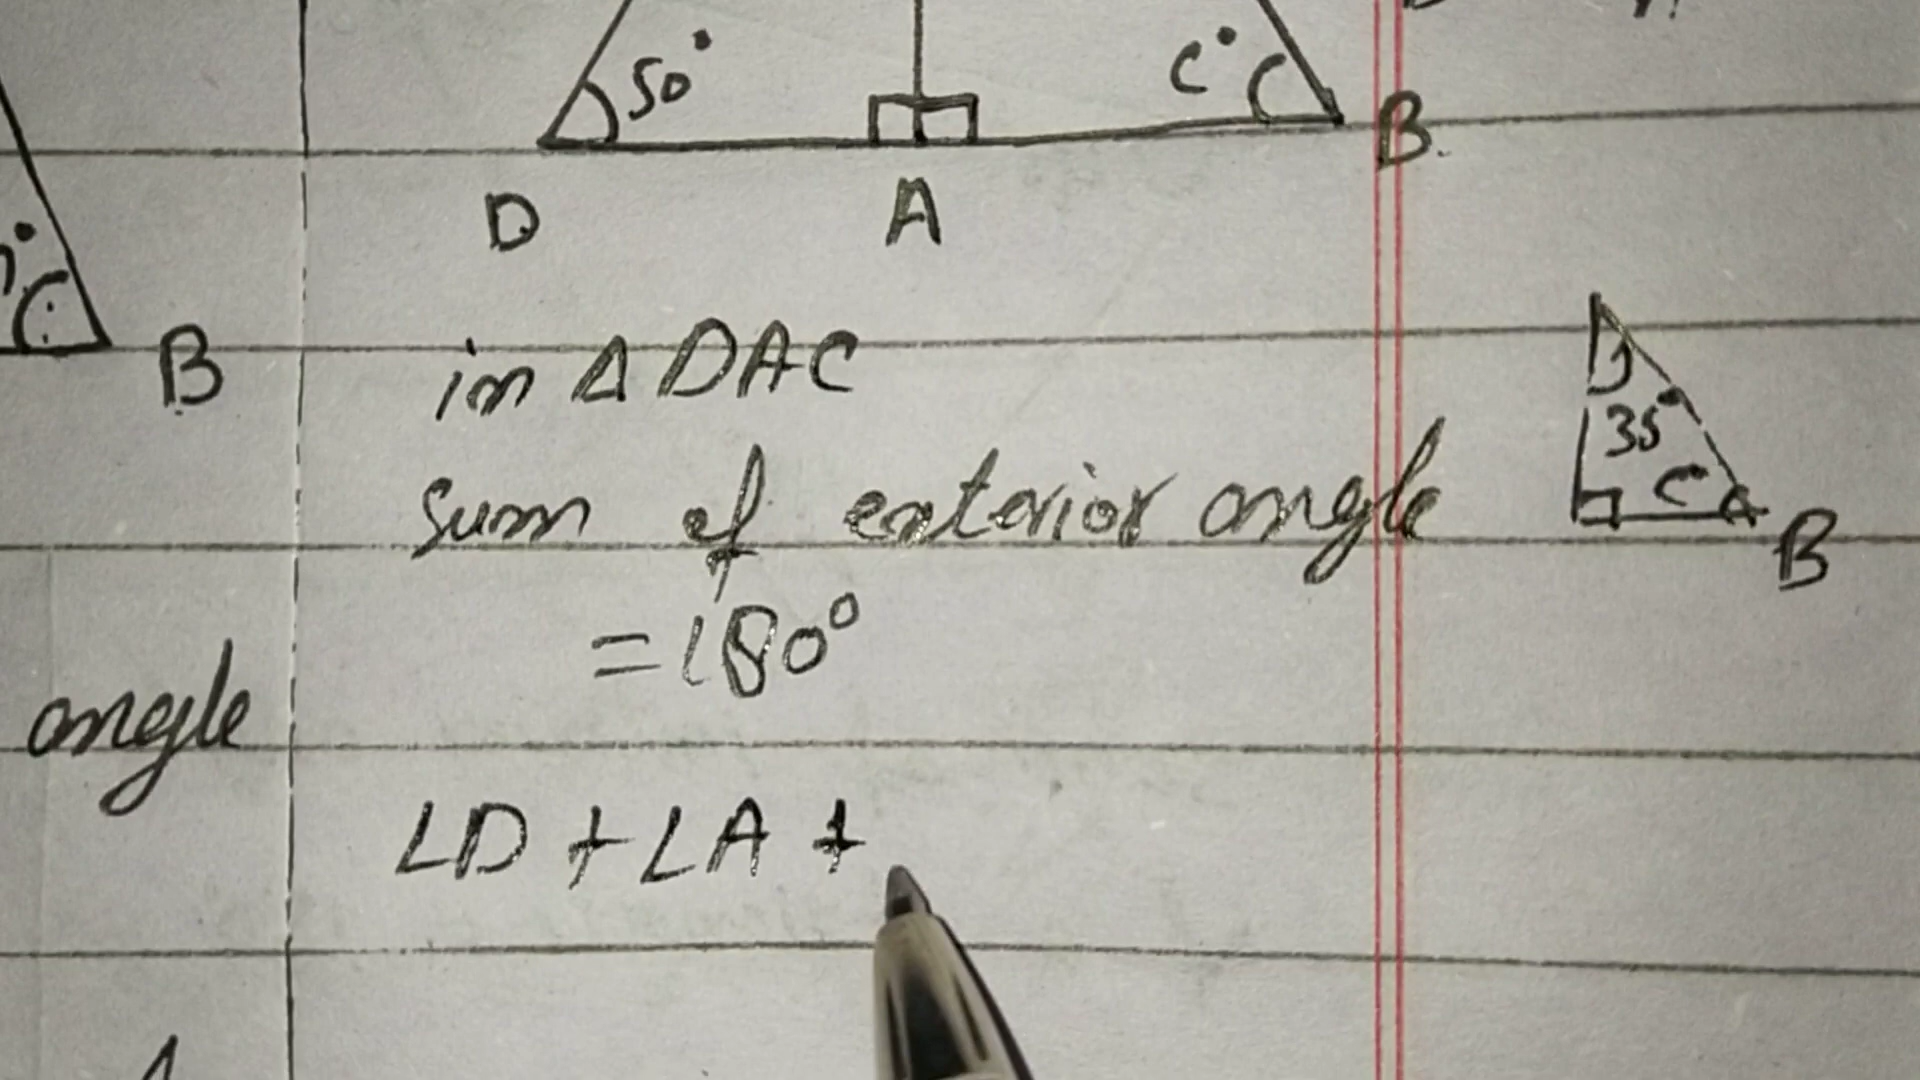 50° c°
B
D A
B
in Δ DAC
35°
c
B
sum of exterior angle
= 180°
angle
∠D + ∠A +